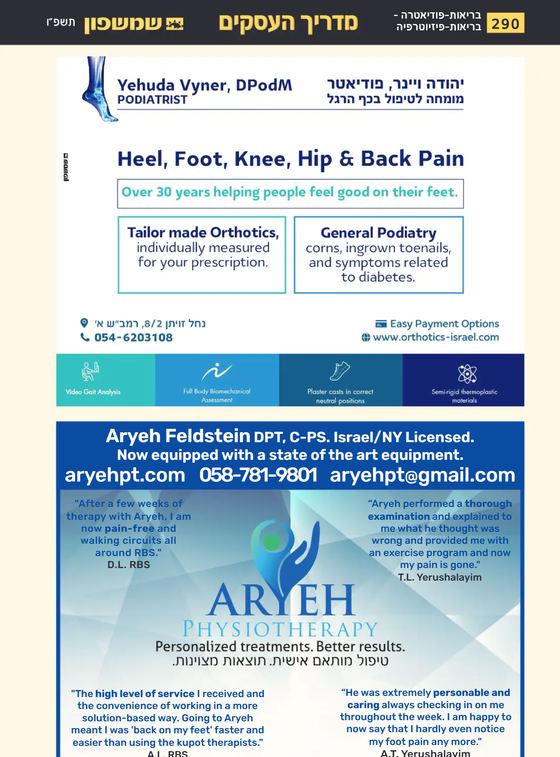 290
בריאות-פודיאטרה -
בריאות-פיזיוטרפיה
מדריך העסקים
שמשפון
תשפ"ו
Yehuda Vyner, DPodM
PODIATRIST
יהודה ויינר, פודיאטר
מומחה לטיפול בכף הרגל
שמשפון
Heel, Foot, Knee, Hip & Back Pain
Over 30 years helping people feel good on their feet.
Tailor made Orthotics,
individually measured
for your prescription.
General Podiatry
corns, ingrown toenails,
and symptoms related
to diabetes.
נחל זויתן 8/2, רמב"ש א'
054-6203108
Easy Payment Options
www.orthotics-israel.com
Video Gait Analysis
Full Body Biomechanical
Assessment
Plaster casts in correct
neutral positions
Semi-rigid thermoplastic
materials
Aryeh Feldstein DPT, C-PS. Israel/NY Licensed.
Now equipped with a state of the art equipment.
aryehpt.com 058-781-9801 aryehpt@gmail.com
"After a few weeks of
therapy with Aryeh, I am
now pain-free and
walking circuits all
around RBS."
D.L. RBS
"Aryeh performed a thorough
examination and explained to
me what he thought was
wrong and provided me with
an exercise program and now
my pain is gone."
T.L. Yerushalayim
ARYEH
PHYSIOTHERAPY
Personalized treatments. Better results.
טיפול מותאם אישית. תוצאות מצוינות.
"The high level of service I received and
the convenience of working in a more
solution-based way. Going to Aryeh
meant I was 'back on my feet' faster and
easier than using the kupot therapists."
A.L. RBS
"He was extremely personable and
caring always checking in on me
throughout the week. I am happy to
now say that I hardly even notice
my foot pain any more."
A.T. Yerushalayim